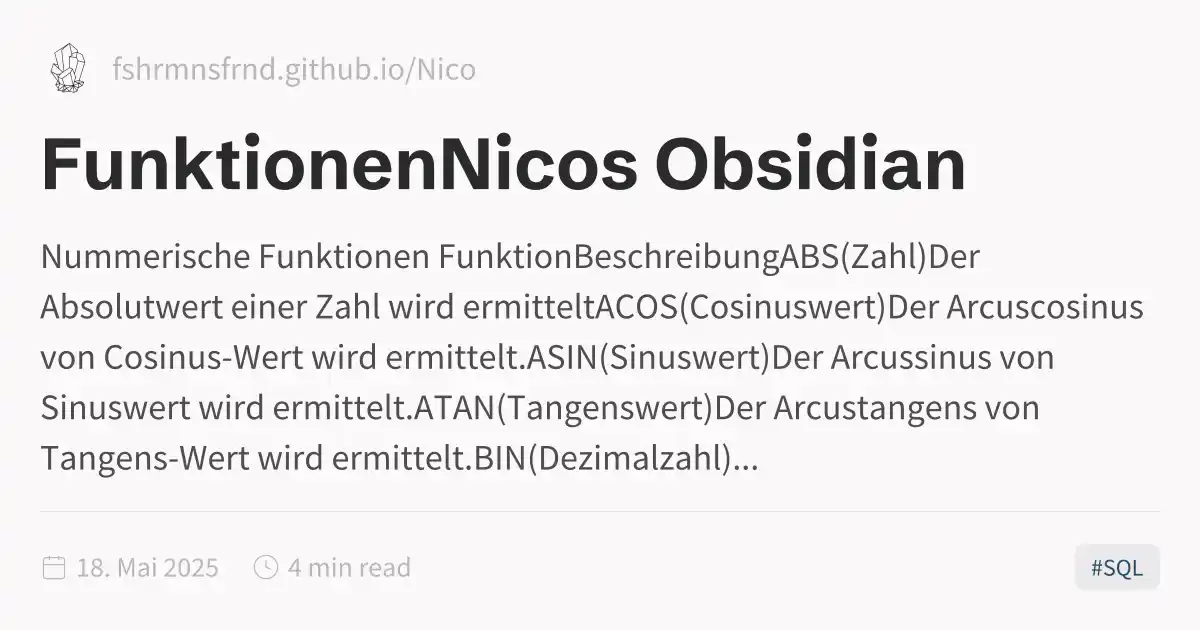 fshrmnsfrnd.github.io/Nico
FunktionenNicos Obsidian
Nummerische Funktionen FunktionBeschreibungABS(Zahl)Der
Absolutwert einer Zahl wird ermitteltACOS(Cosinuswert)Der Arcuscosinus
von Cosinus-Wert wird ermittelt.ASIN(Sinuswert)Der Arcussinus von
Sinuswert wird ermittelt.ATAN(Tangenswert)Der Arcustangens von
Tangens-Wert wird ermittelt.BIN(Dezimalzahl)...
18. Mai 2025 4 min read #SQL